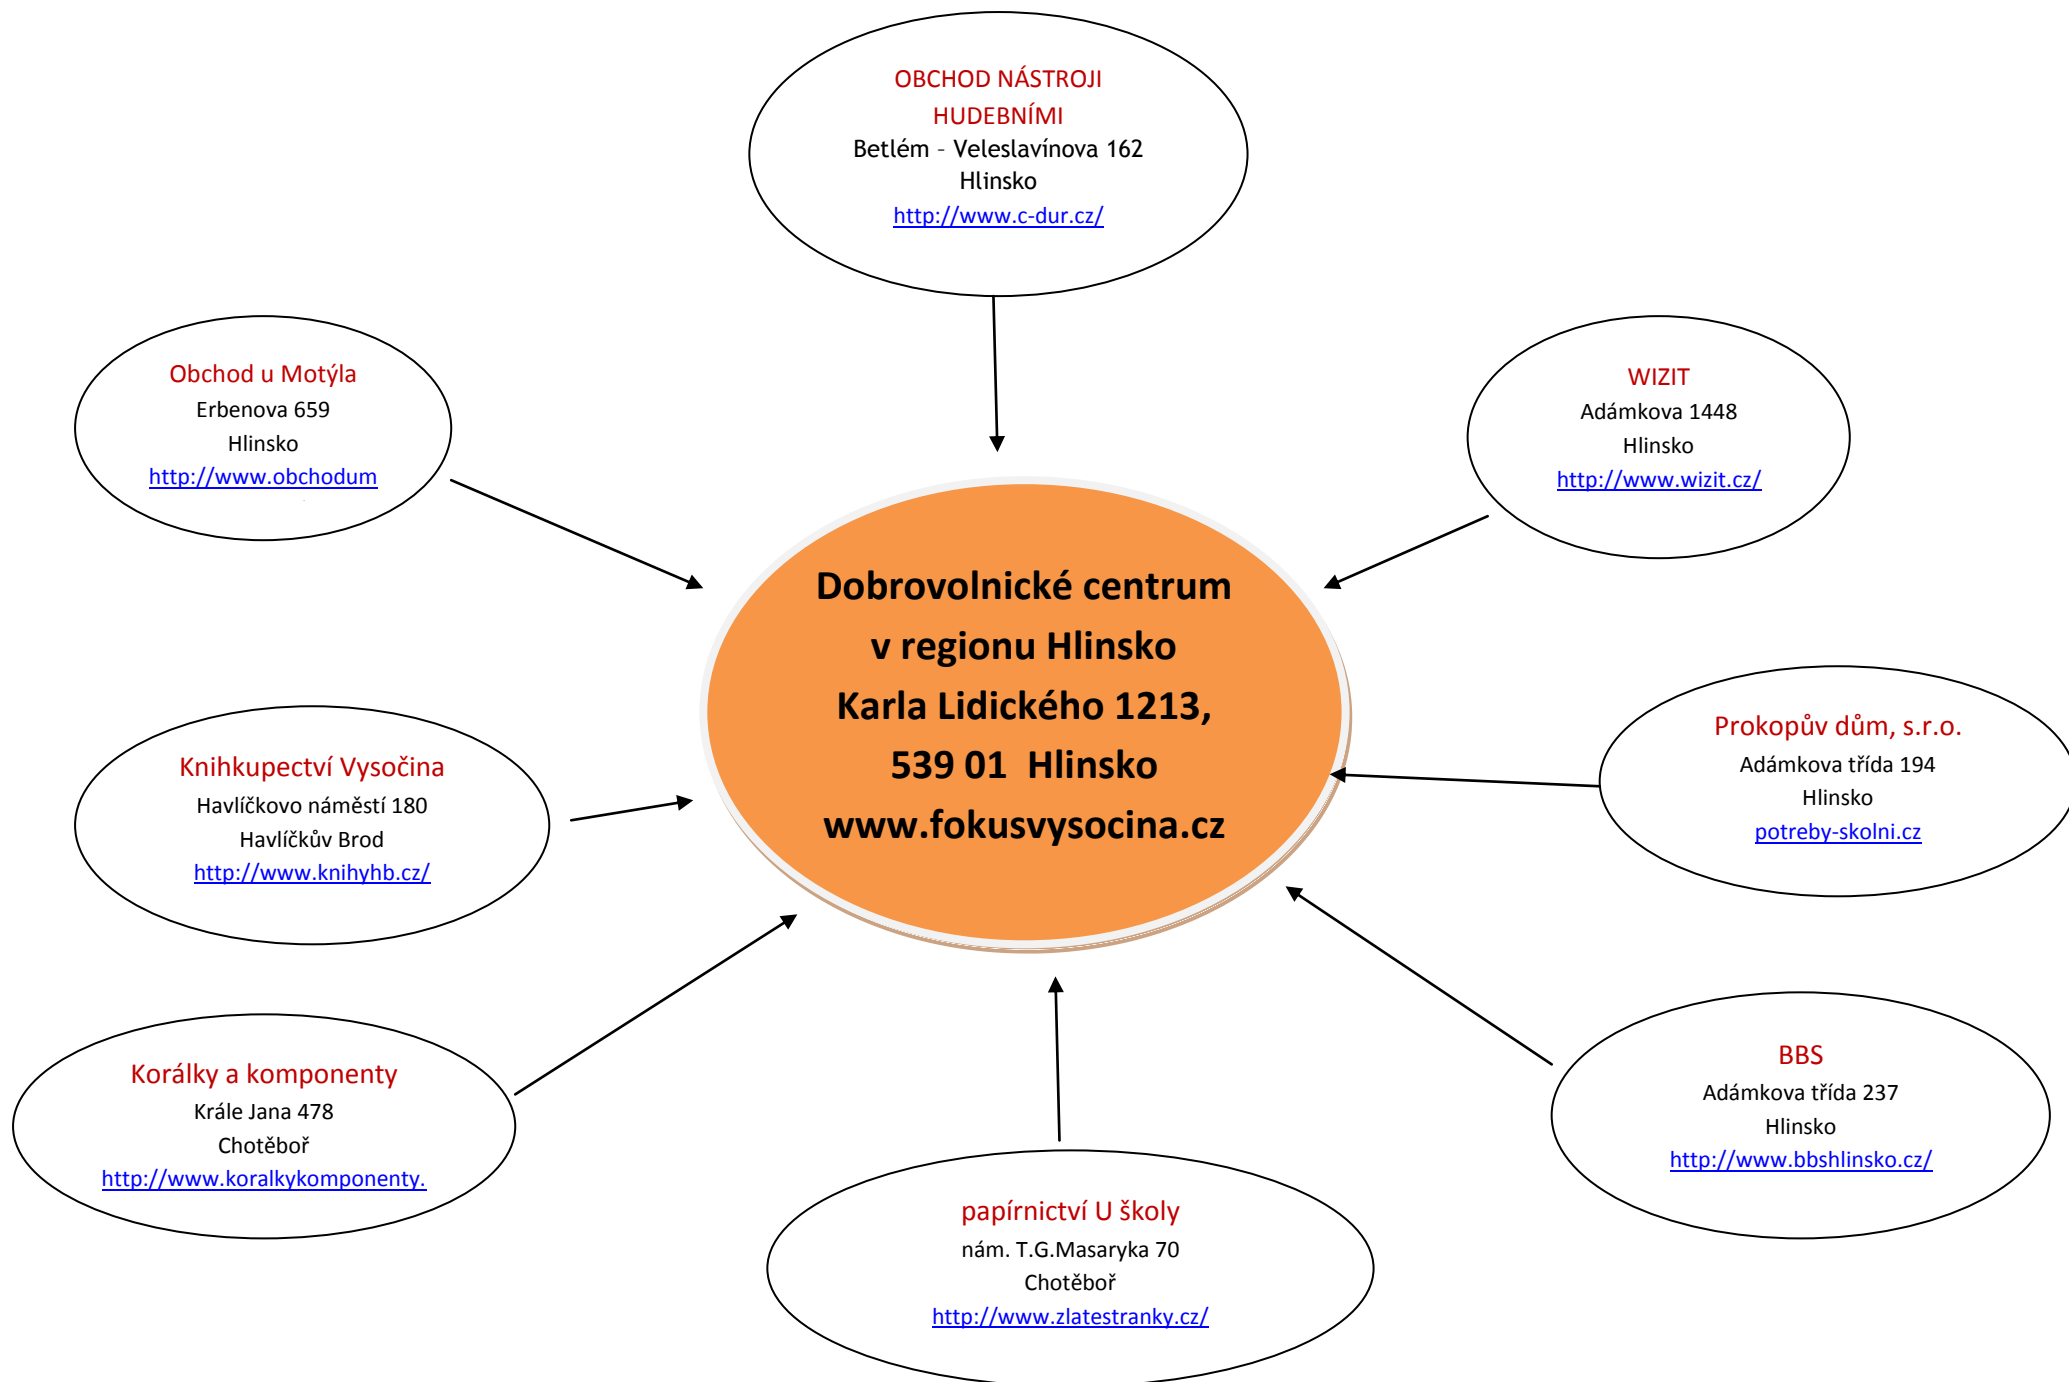 OBCHOD NÁSTROJI
HUDEBNÍMI
Betlém - Veleslavínova 162
Hlinsko
http://www.c-dur.cz/
Obchod u Motýla
Erbenova 659
Hlinsko
http://www.obchodum
WIZIT
Adámkova 1448
Hlinsko
http://www.wizit.cz/
Dobrovolnické centrum
v regionu Hlinsko
Karla Lidického 1213,
539 01 Hlinsko
www.fokusvysocina.cz
Knihkupectví Vysočina
Havlíčkovo náměstí 180
Havlíčkův Brod
http://www.knihyhb.cz/
Prokopův dům, s.r.o.
Adámkova třída 194
Hlinsko
potreby-skolni.cz
Korálky a komponenty
Krále Jana 478
Chotěboř
http://www.koralkykomponenty.
BBS
Adámkova třída 237
Hlinsko
http://www.bbshlinsko.cz/
papírnictví U školy
nám. T.G.Masaryka 70
Chotěboř
http://www.zlatestranky.cz/